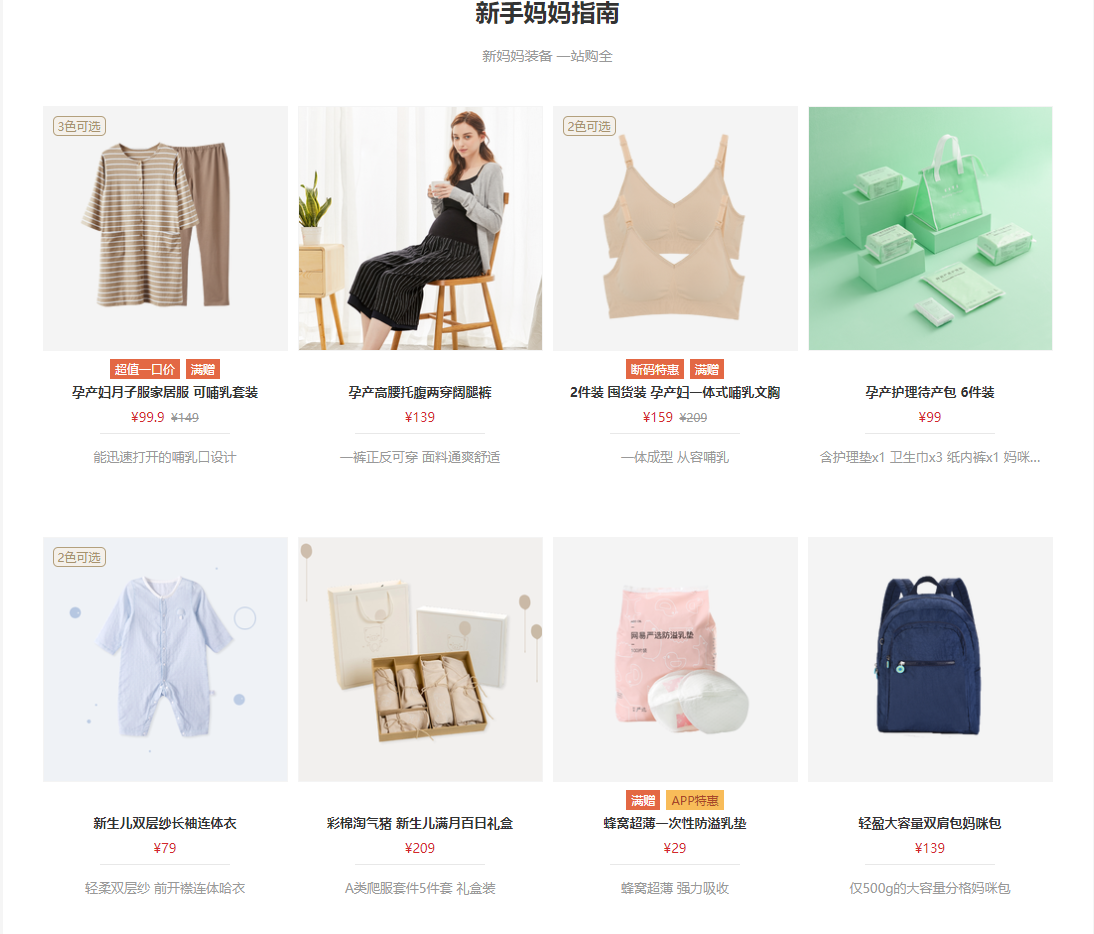 新手妈妈指南
新妈妈装备 一站购全
3色可选
2色可选
超值一口价 满赠
断码特惠 满赠
孕产妇月子服家居服 可哺乳套装
孕产高腰托腹两穿阔腿裤
2件装 囤货装 孕产妇一体式哺乳文胸
孕产护理待产包 6件装
¥99.9 ¥149
¥139
¥159 ¥209
¥99
能迅速打开的哺乳口设计
一裤正反可穿 面料通爽舒适
一体成型 从容哺乳
含护理垫x1 卫生巾x3 纸内裤x1 妈咪...
2色可选
网易严选防溢乳垫
满赠 APP特惠
新生儿双层纱长袖连体衣
彩棉淘气猪 新生儿满月百日礼盒
蜂窝超薄一次性防溢乳垫
轻盈大容量双肩包妈咪包
¥79
¥209
¥29
¥139
轻柔双层纱 前开襟连体哈衣
A类爬服套件5件套 礼盒装
蜂窝超薄 强力吸收
仅500g的大容量分格妈咪包